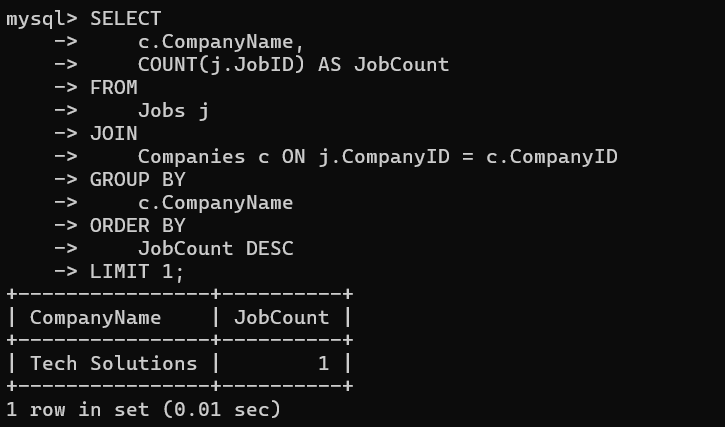 mysql> SELECT
    ->     c.CompanyName,
    ->     COUNT(j.JobID) AS JobCount
    -> FROM
    ->     Jobs j
    -> JOIN
    ->     Companies c ON j.CompanyID = c.CompanyID
    -> GROUP BY
    ->     c.CompanyName
    -> ORDER BY
    ->     JobCount DESC
    -> LIMIT 1;
+----------------+----------+
| CompanyName    | JobCount |
+----------------+----------+
| Tech Solutions |        1 |
+----------------+----------+
1 row in set (0.01 sec)